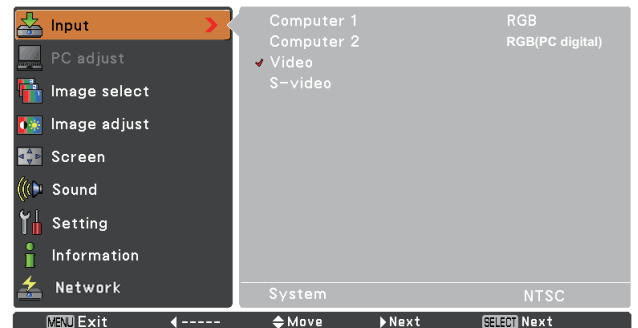 Input
PC adjust
Image select
Image adjust
Screen
Sound
Setting
Information
Network
Computer 1 RGB
Computer 2 RGB(PC digital)
Video
S-video
System NTSC
MENU Exit ----- Move Next SELECT Next